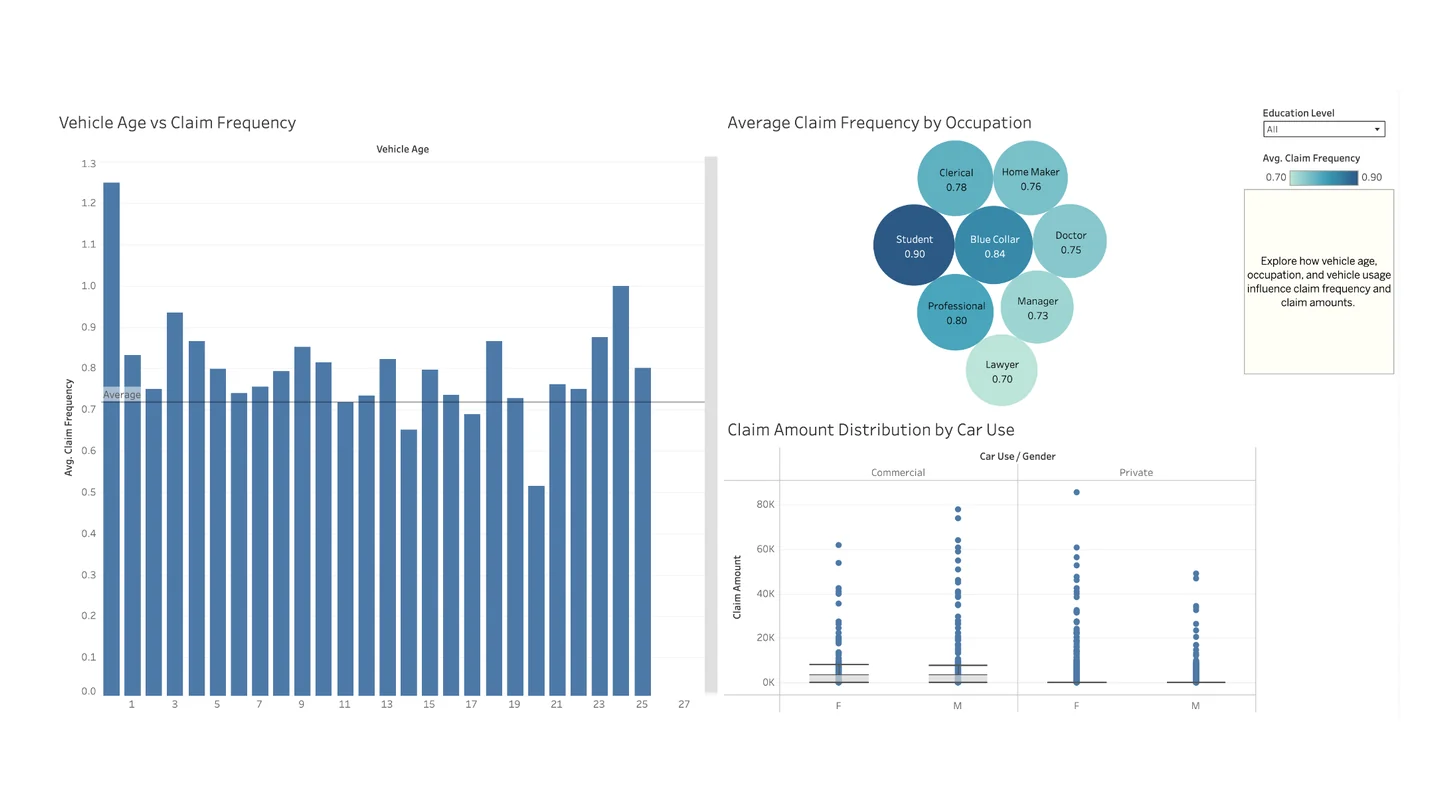 Vehicle Age vs Claim Frequency
Vehicle Age
1.3
1.2
1.1
1.0
0.9
0.8
0.7
0.6
0.5
0.4
0.3
0.2
0.1
0.0
Avg. Claim Frequency
Average
1 3 5 7 9 11 13 15 17 19 21 23 25 27
Average Claim Frequency by Occupation
Clerical
0.78
Home Maker
0.76
Student
0.90
Blue Collar
0.84
Doctor
0.75
Professional
0.80
Manager
0.73
Lawyer
0.70
Claim Amount Distribution by Car Use
Car Use / Gender
Commercial Private
80K
60K
40K
20K
0K
Claim Amount
F M F M
Education Level
All
Avg. Claim Frequency
0.70 0.90
Explore how vehicle age,
occupation, and vehicle usage
influence claim frequency and
claim amounts.